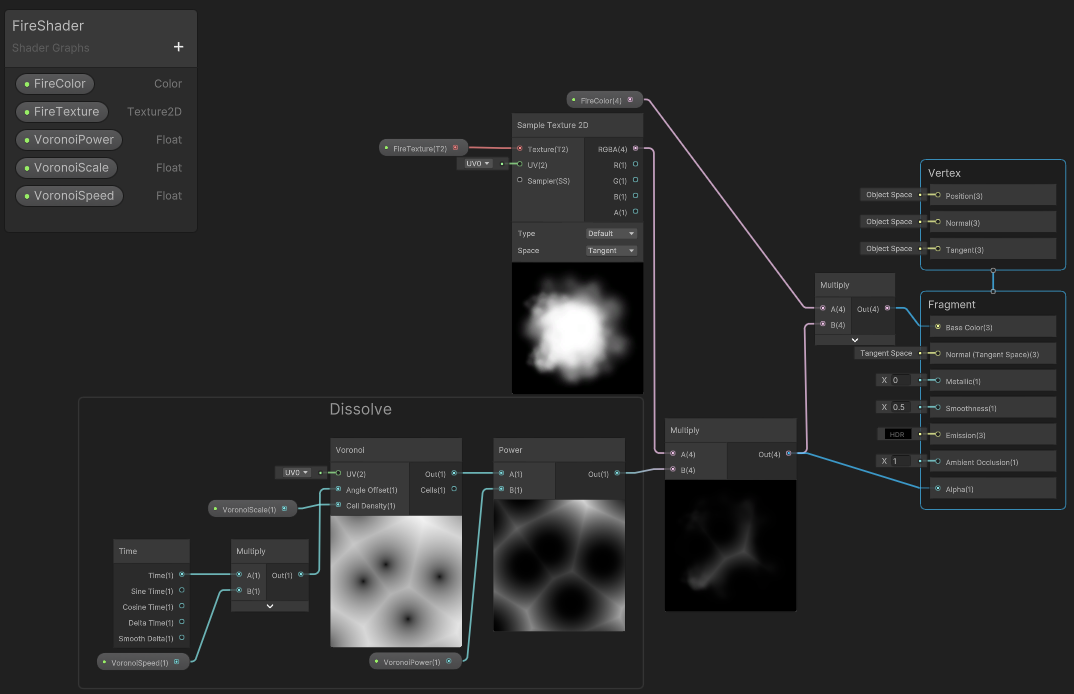 FireShader
Shader Graphs
+
FireColor Color
FireTexture Texture2D
VoronoiPower Float
VoronoiScale Float
VoronoiSpeed Float
FireColor(4)
Sample Texture 2D
FireTexture(T2)
Texture(T2) RGBA(4)
UV0 UV(2) R(1)
Sampler(SS) G(1)
B(1)
A(1)
Type Default
Space Tangent
Vertex
Object Space Position(3)
Object Space Normal(3)
Object Space Tangent(3)
Multiply
A(4) Out(4)
B(4)
Fragment
Base Color(3)
Tangent Space Normal (Tangent Space)(3)
X 0 Metallic(1)
X 0.5 Smoothness(1)
HDR Emission(3)
X 1 Ambient Occlusion(1)
Alpha(1)
Dissolve
Voronoi
UV0 UV(2) Out(1)
Angle Offset(1) Cells(1)
Cell Density(1)
VoronoiScale(1)
Power
A(1) Out(1)
B(1)
Multiply
A(4) Out(4)
B(4)
Time
Time(1)
Sine Time(1)
Cosine Time(1)
Delta Time(1)
Smooth Delta(1)
Multiply
A(1) Out(1)
B(1)
VoronoiSpeed(1)
VoronoiPower(1)